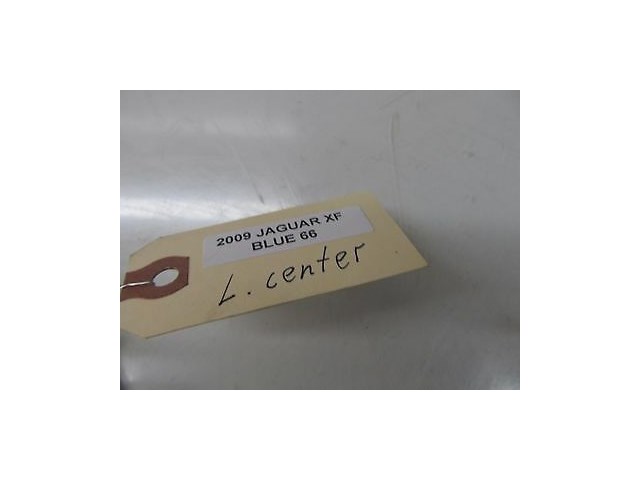 2009 JAGUAR XF
BLUE 66
L. center